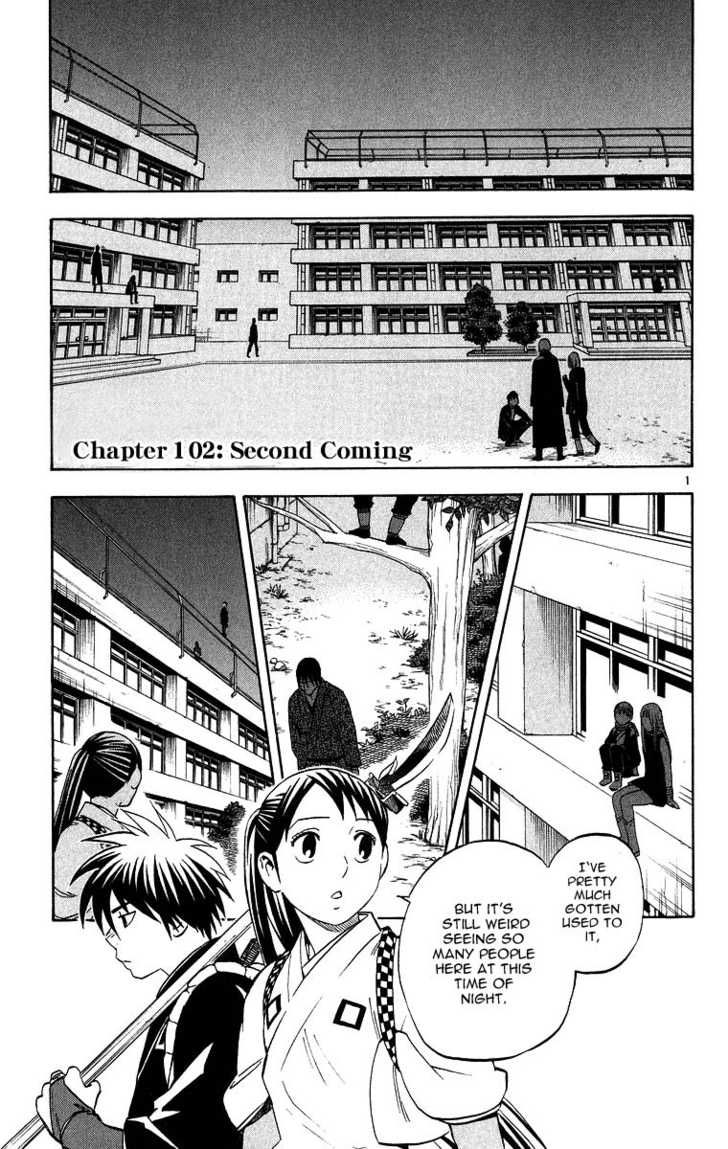 Chapter 102: Second Coming
1
I'VE
PRETTY
MUCH
GOTTEN
USED TO
IT,
BUT IT'S
STILL WEIRD
SEEING SO
MANY PEOPLE
HERE AT THIS
TIME OF
NIGHT.